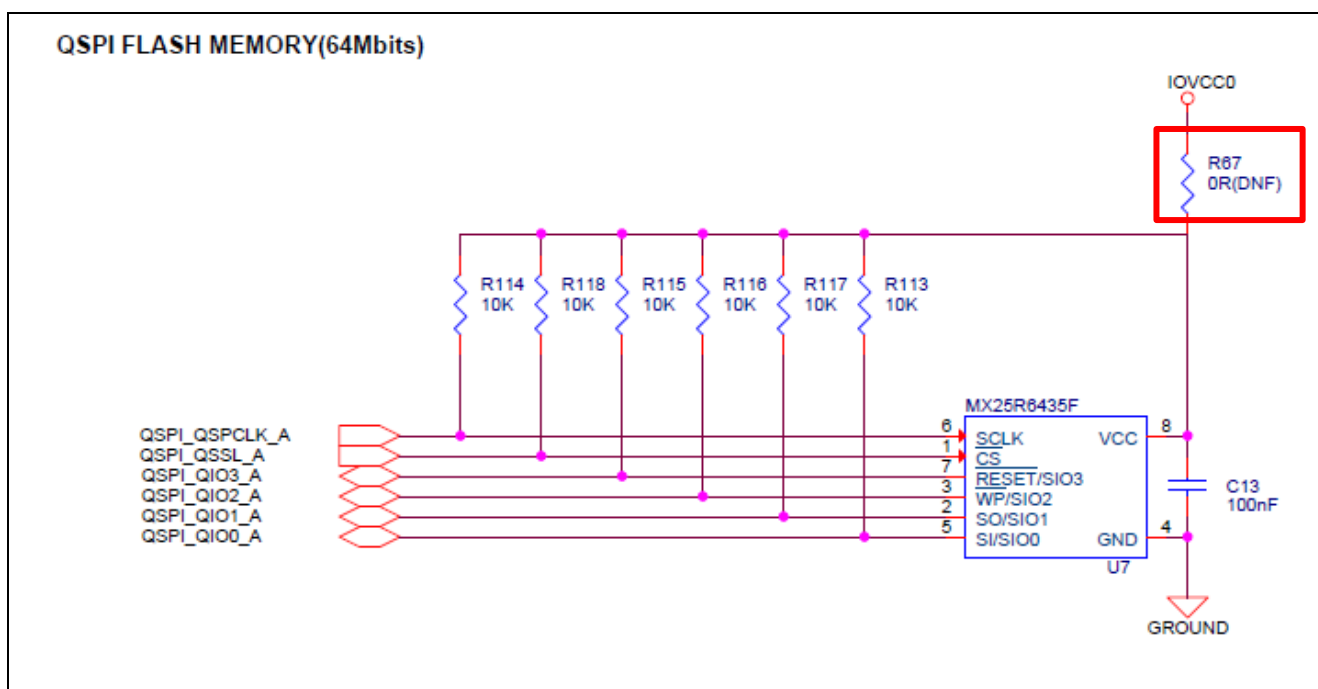 QSPI FLASH MEMORY(64Mbits)
IOVCC0
R67
0R(DNF)
R114
10K
R118
10K
R115
10K
R116
10K
R117
10K
R113
10K
MX25R6435F
QSPI_QSPCLK_A
6
SCLK
VCC
8
QSPI_QSSL_A
1
CS
QSPI_QIO3_A
7
RESET/SIO3
QSPI_QIO2_A
3
WP/SIO2
QSPI_QIO1_A
2
SO/SIO1
QSPI_QIO0_A
5
SI/SIO0
GND
4
C13
100nF
U7
GROUND